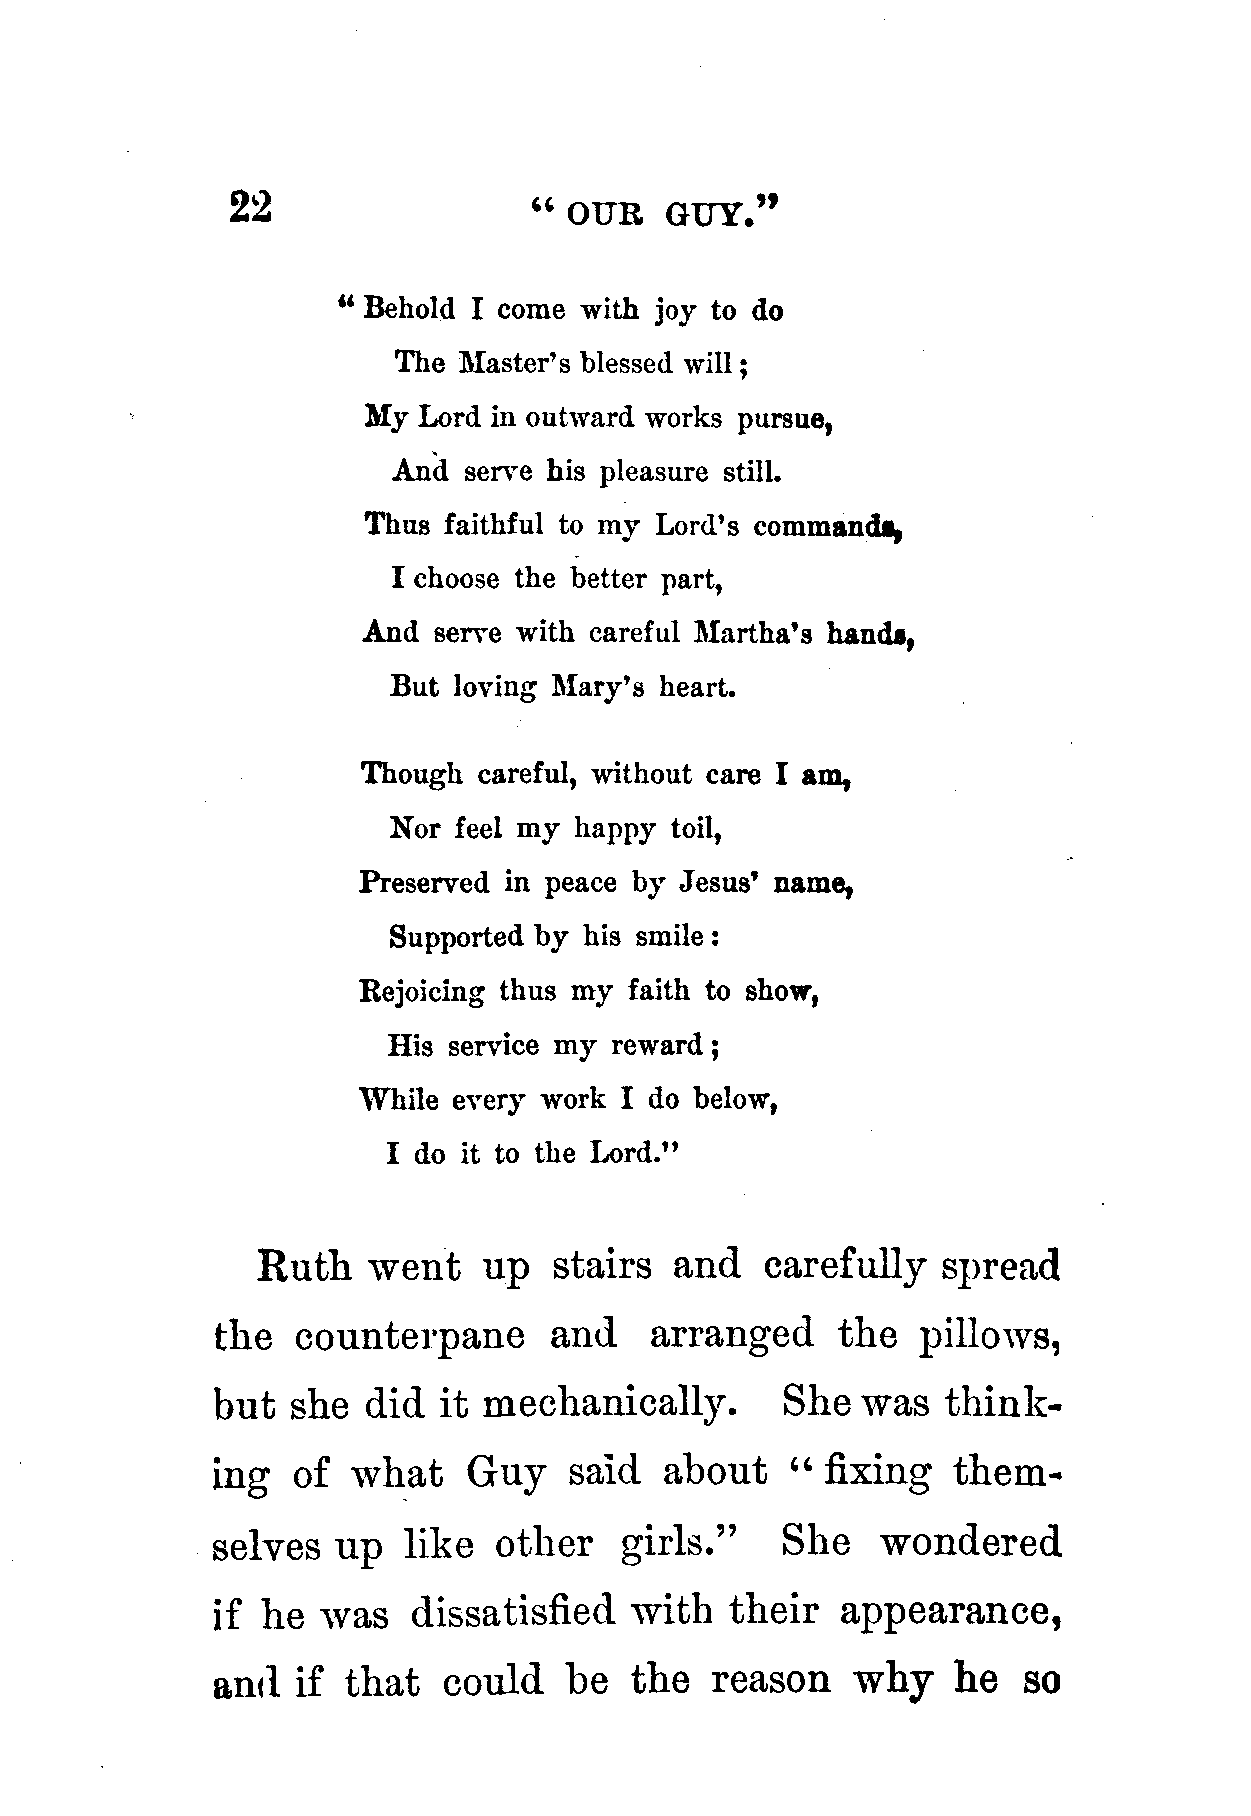 22 “ OUR GUY.”
“ Behold I come with joy to do
The Master’s blessed will ;
My Lord in outward works pursue,
And serve his pleasure still.
Thus faithful to my Lord’s commands,
I choose the better part,
And serve with careful Martha’s hands,
But loving Mary’s heart.
Though careful, without care I am,
Nor feel my happy toil,
Preserved in peace by Jesus’ name,
Supported by his smile :
Rejoicing thus my faith to show,
His service my reward ;
While every work I do below,
I do it to the Lord.”
Ruth went up stairs and carefully spread
the counterpane and arranged the pillows,
but she did it mechanically. She was think-
ing of what Guy said about “ fixing them-
selves up like other girls.” She wondered
if he was dissatisfied with their appearance,
and if that could be the reason why he so